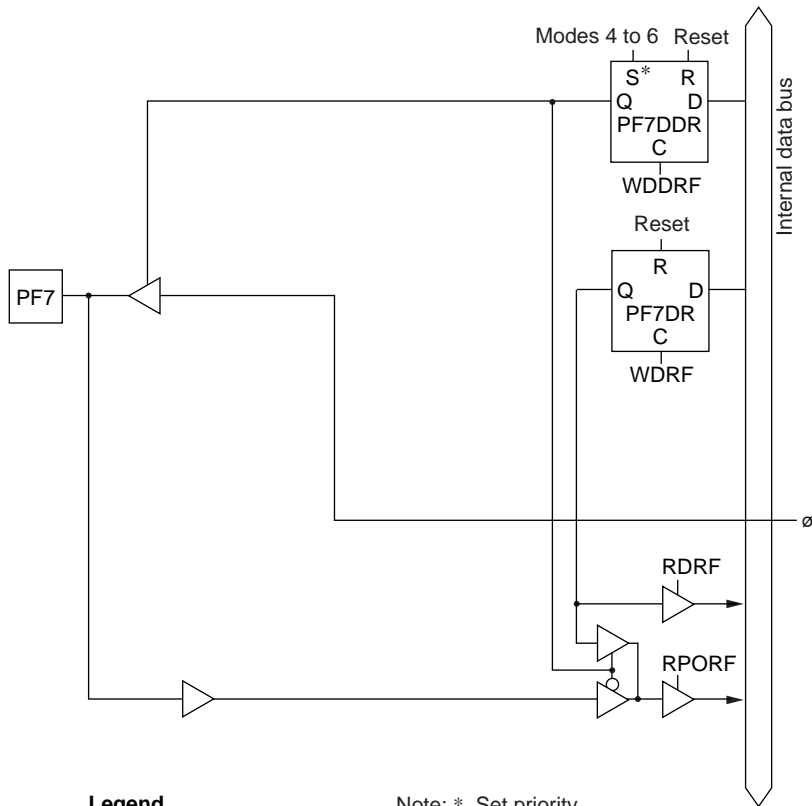 Modes 4 to 6 Reset
S* R
Q D
PF7DDR
C
WDDRF
Internal data bus
Reset
R
Q D
PF7DR
C
WDRF
PF7
ø
RDRF
RPORF
Legend
Note: * Set priority